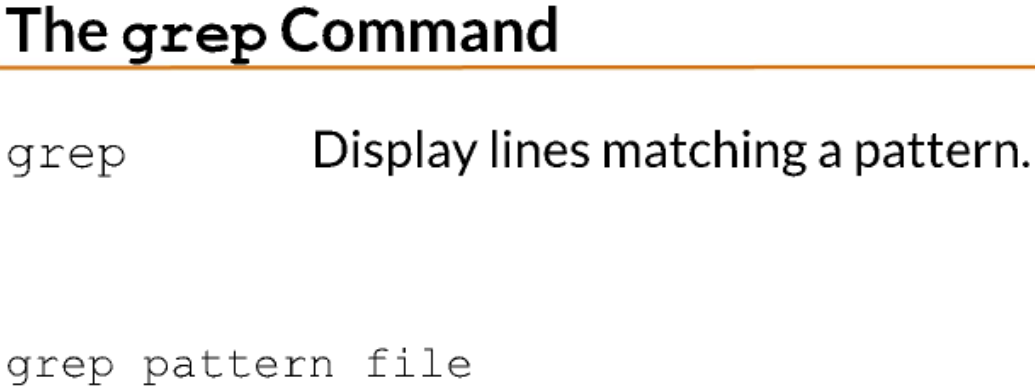 The grep Command
grep Display lines matching a pattern.
grep pattern file